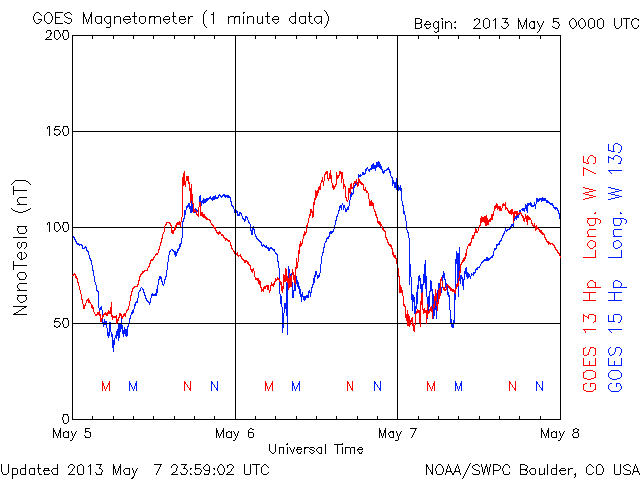 GOES Magnetometer (1 minute data)
Begin: 2013 May 5 0000 UTC
200
150
100
50
0
NanoTesla (nT)
M M N N M M N N M M N N
May 5 May 6 May 7 May 8
Universal Time
GOES 13 Hp Long. W 75
GOES 15 Hp Long. W 135
Updated 2013 May 7 23:59:02 UTC
NOAA/SWPC Boulder, CO USA